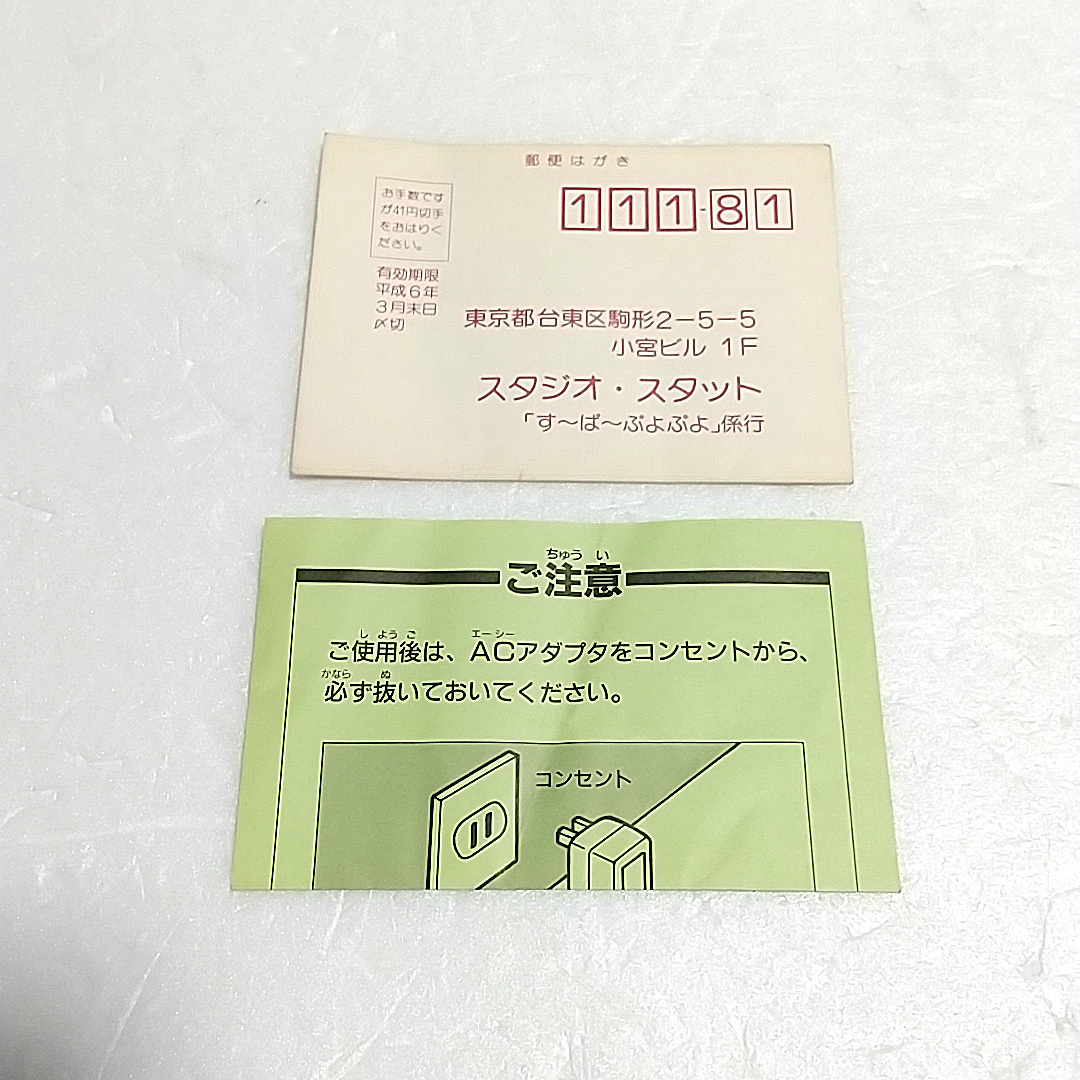 郵便はがき
お手数です
が41円切手
をおはりく
ださい。
111-81
有効期限
平成6年
3月末日
〆切
東京都台東区駒形2-5-5
小宮ビル 1F
スタジオ・スタット
「す〜ぱ〜ぷよぷよ」係行
ちゅう い
ご注意
し よう ご エーシー
ご使用後は、ACアダプタをコンセントから、
かなら ぬ
必ず抜いておいてください。
コンセント